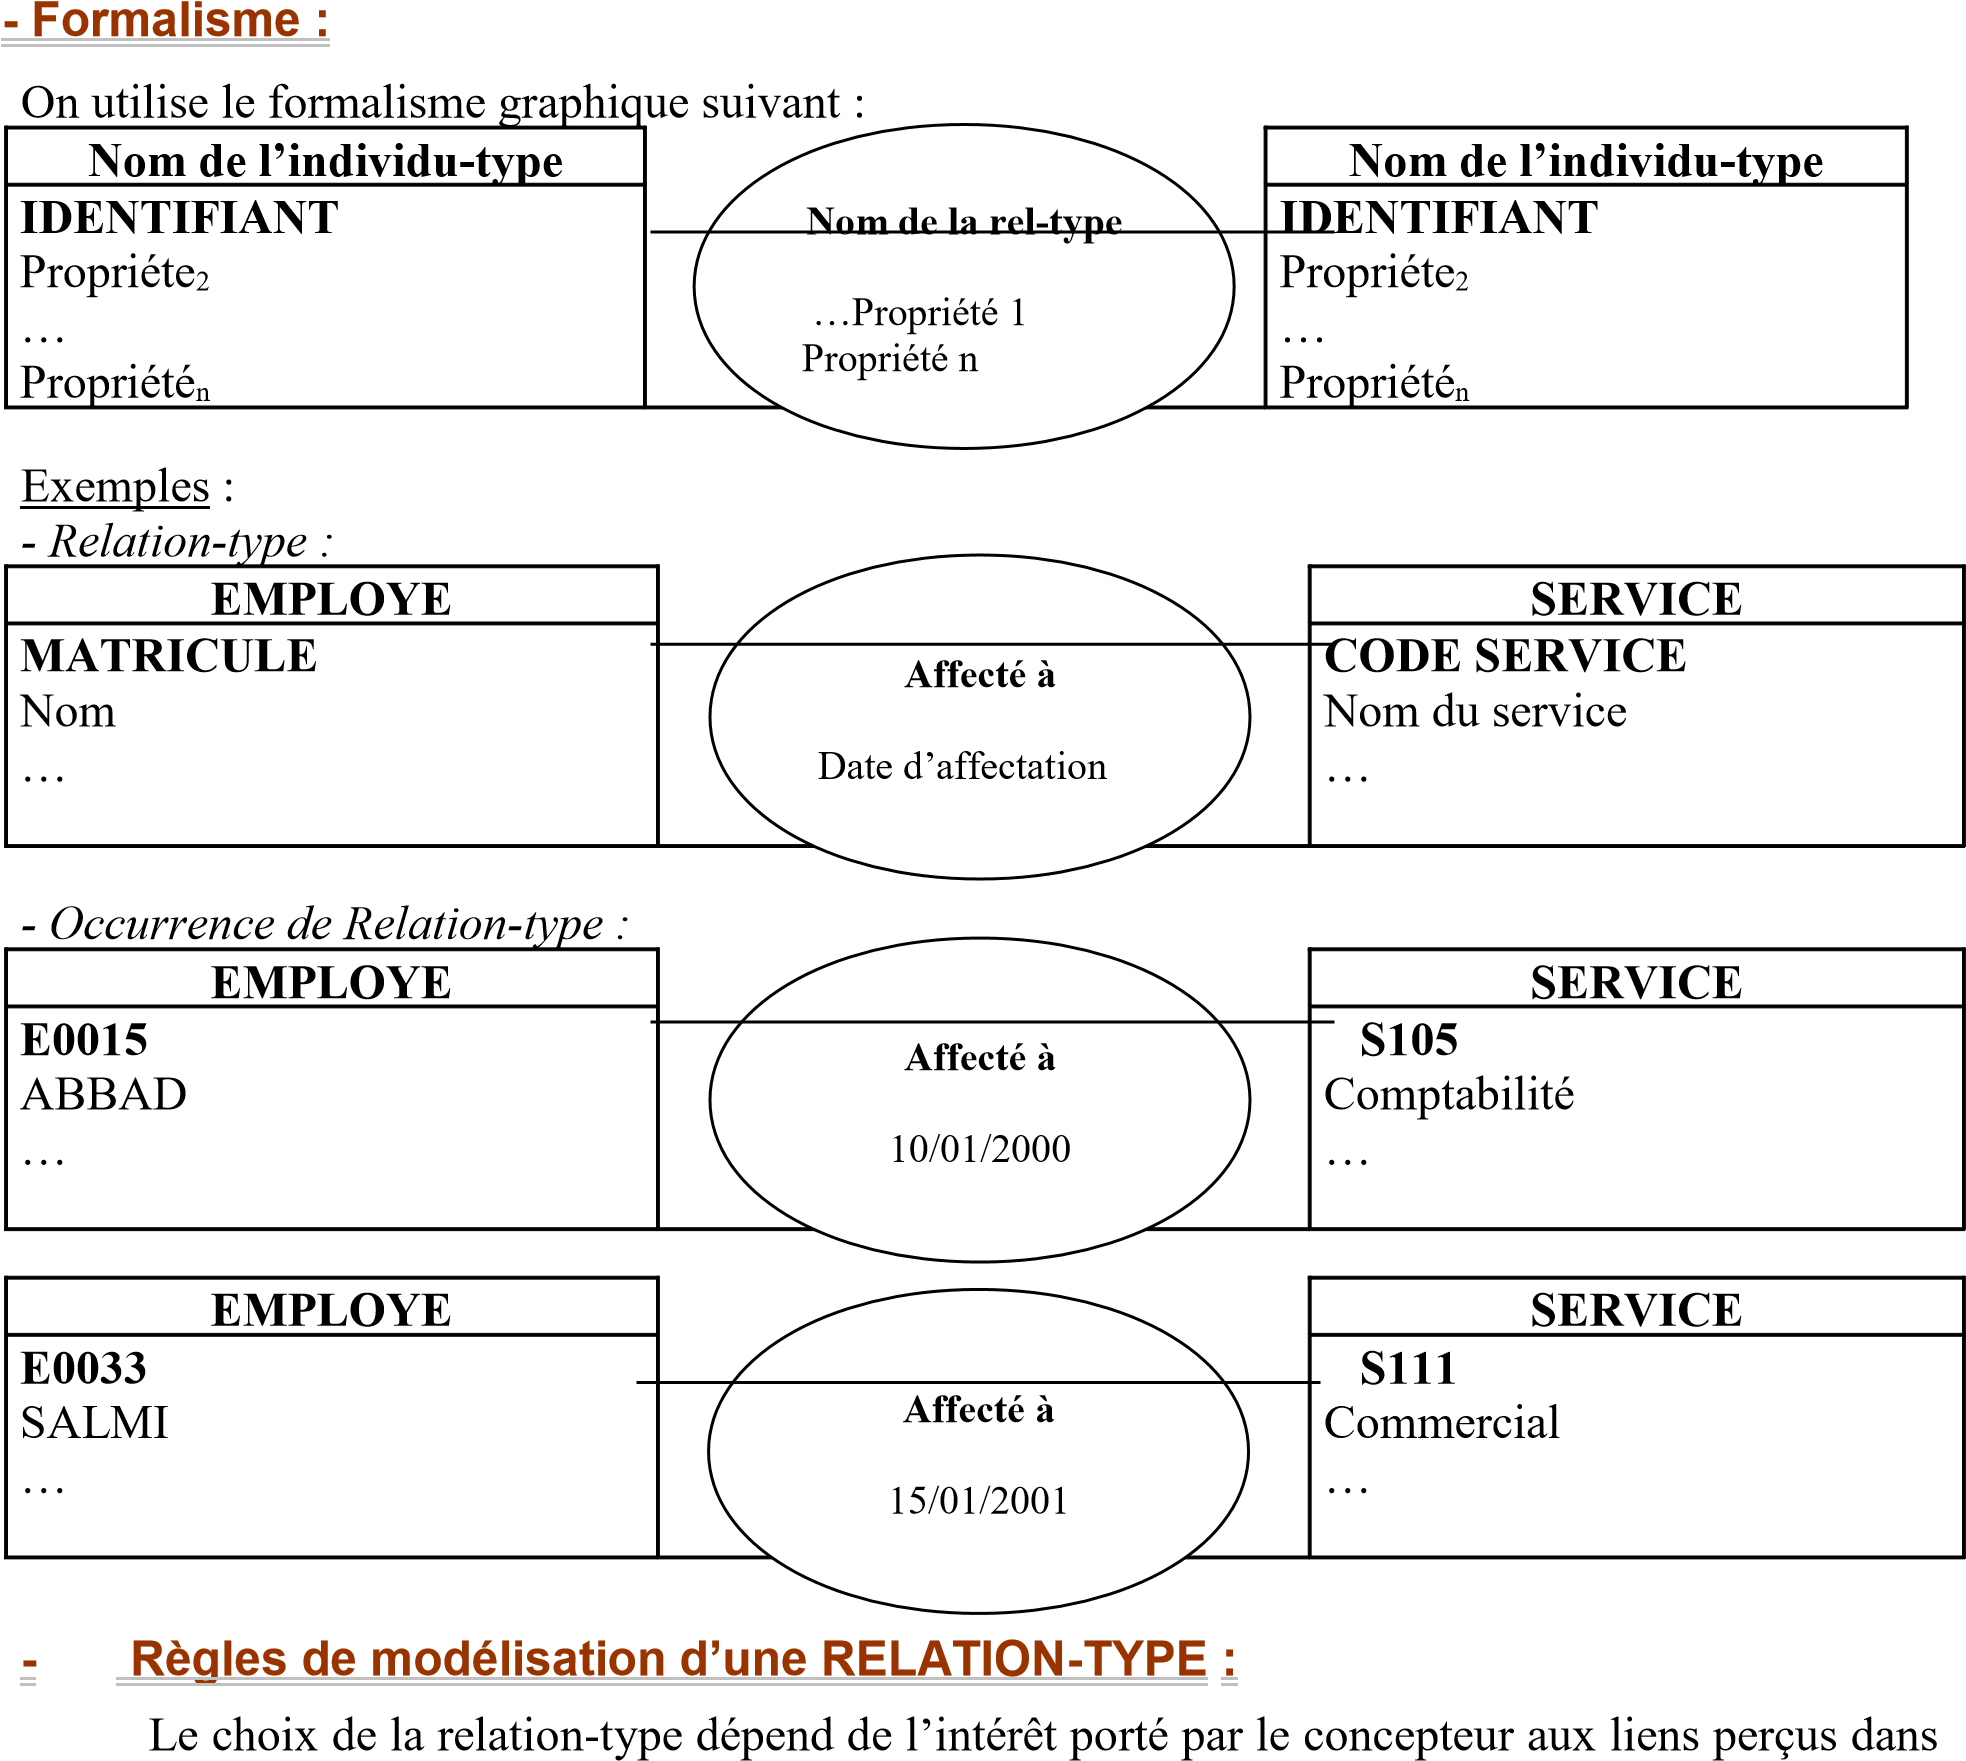 - Formalisme :
On utilise le formalisme graphique suivant :
Nom de l’individu-type
IDENTIFIANT
Propriéte2
…
Propriétén
Nom de la rel-type
…Propriété 1
Propriété n
Nom de l’individu-type
IDENTIFIANT
Propriéte2
…
Propriétén
Exemples :
- Relation-type :
EMPLOYE
MATRICULE
Nom
…
Affecté à
Date d’affectation
SERVICE
CODE SERVICE
Nom du service
…
- Occurrence de Relation-type :
EMPLOYE
E0015
ABBAD
…
Affecté à
10/01/2000
SERVICE
S105
Comptabilité
…
EMPLOYE
E0033
SALMI
…
Affecté à
15/01/2001
SERVICE
S111
Commercial
…
- Règles de modélisation d’une RELATION-TYPE :
Le choix de la relation-type dépend de l’intérêt porté par le concepteur aux liens perçus dans